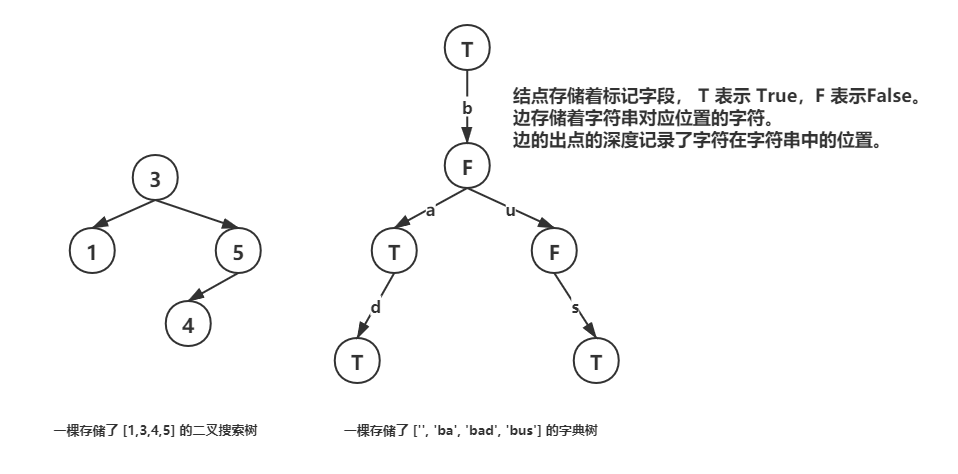 T
结点存储着标记字段， T 表示 True，F 表示False。
b
边存储着字符串对应位置的字符。
边的出点的深度记录了字符在字符串中的位置。
F
3
a
u
1
5
T
F
4
d
s
T
T
一棵存储了 [1,3,4,5] 的二叉搜索树
一棵存储了 ['', 'ba', 'bad', 'bus'] 的字典树